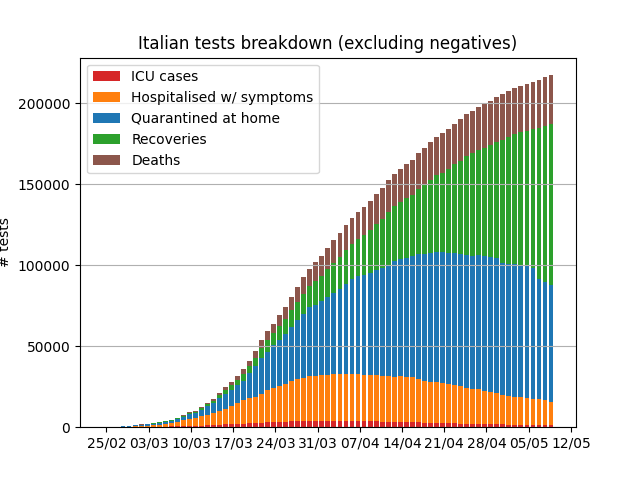 Italian tests breakdown (excluding negatives)
ICU cases
Hospitalised w/ symptoms
Quarantined at home
Recoveries
Deaths
# tests
200000
150000
100000
50000
0
25/02 03/03 10/03 17/03 24/03 31/03 07/04 14/04 21/04 28/04 05/05 12/05